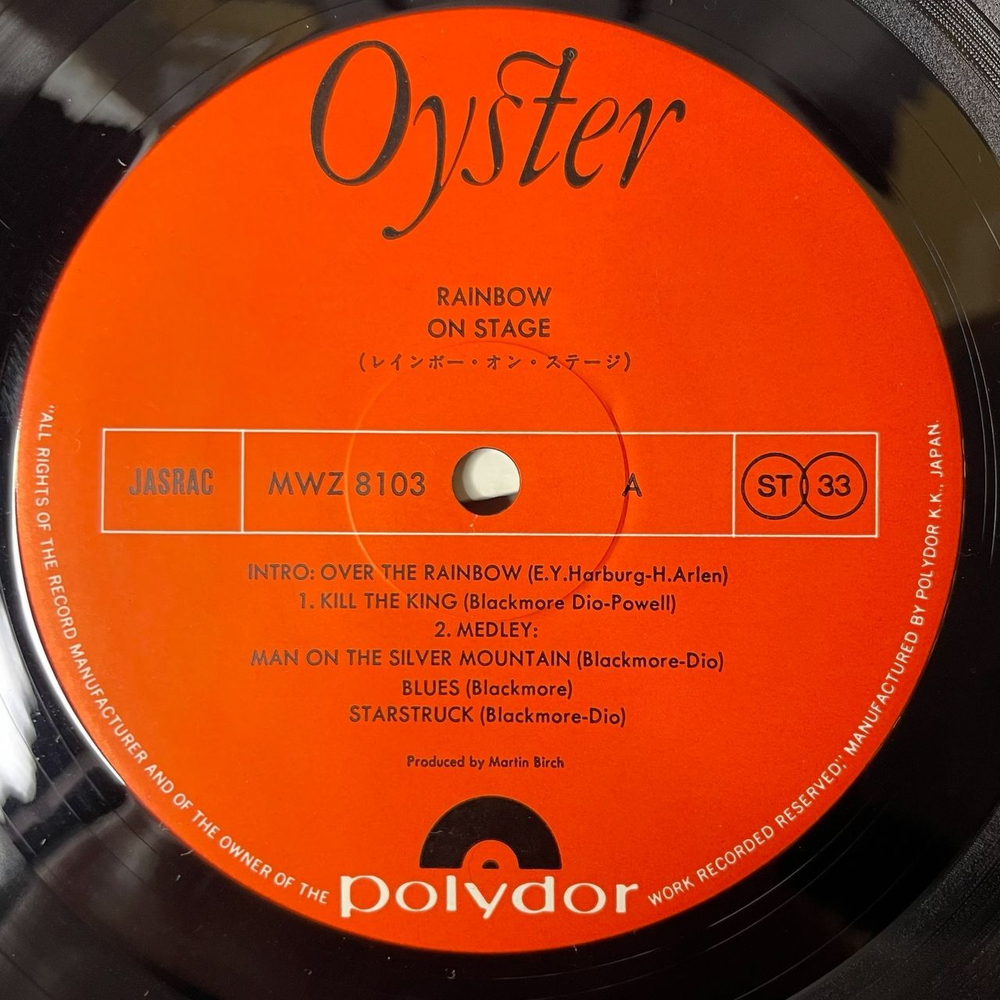 Oyster
RAINBOW
ON STAGE
(レインボー・オン・ステージ)
JASRAC
MWZ 8103
A
ST 33
INTRO: OVER THE RAINBOW (E.Y.Harburg-H.Arlen)
1. KILL THE KING (Blackmore Dio-Powell)
2. MEDLEY:
MAN ON THE SILVER MOUNTAIN (Blackmore-Dio)
BLUES (Blackmore)
STARSTRUCK (Blackmore-Dio)
Produced by Martin Birch
polydor
"ALL RIGHTS OF THE RECORD MANUFACTURER AND OF THE OWNER OF THE WORK RECORDED RESERVED," MANUFACTURED BY POLYDOR K.K., JAPAN.